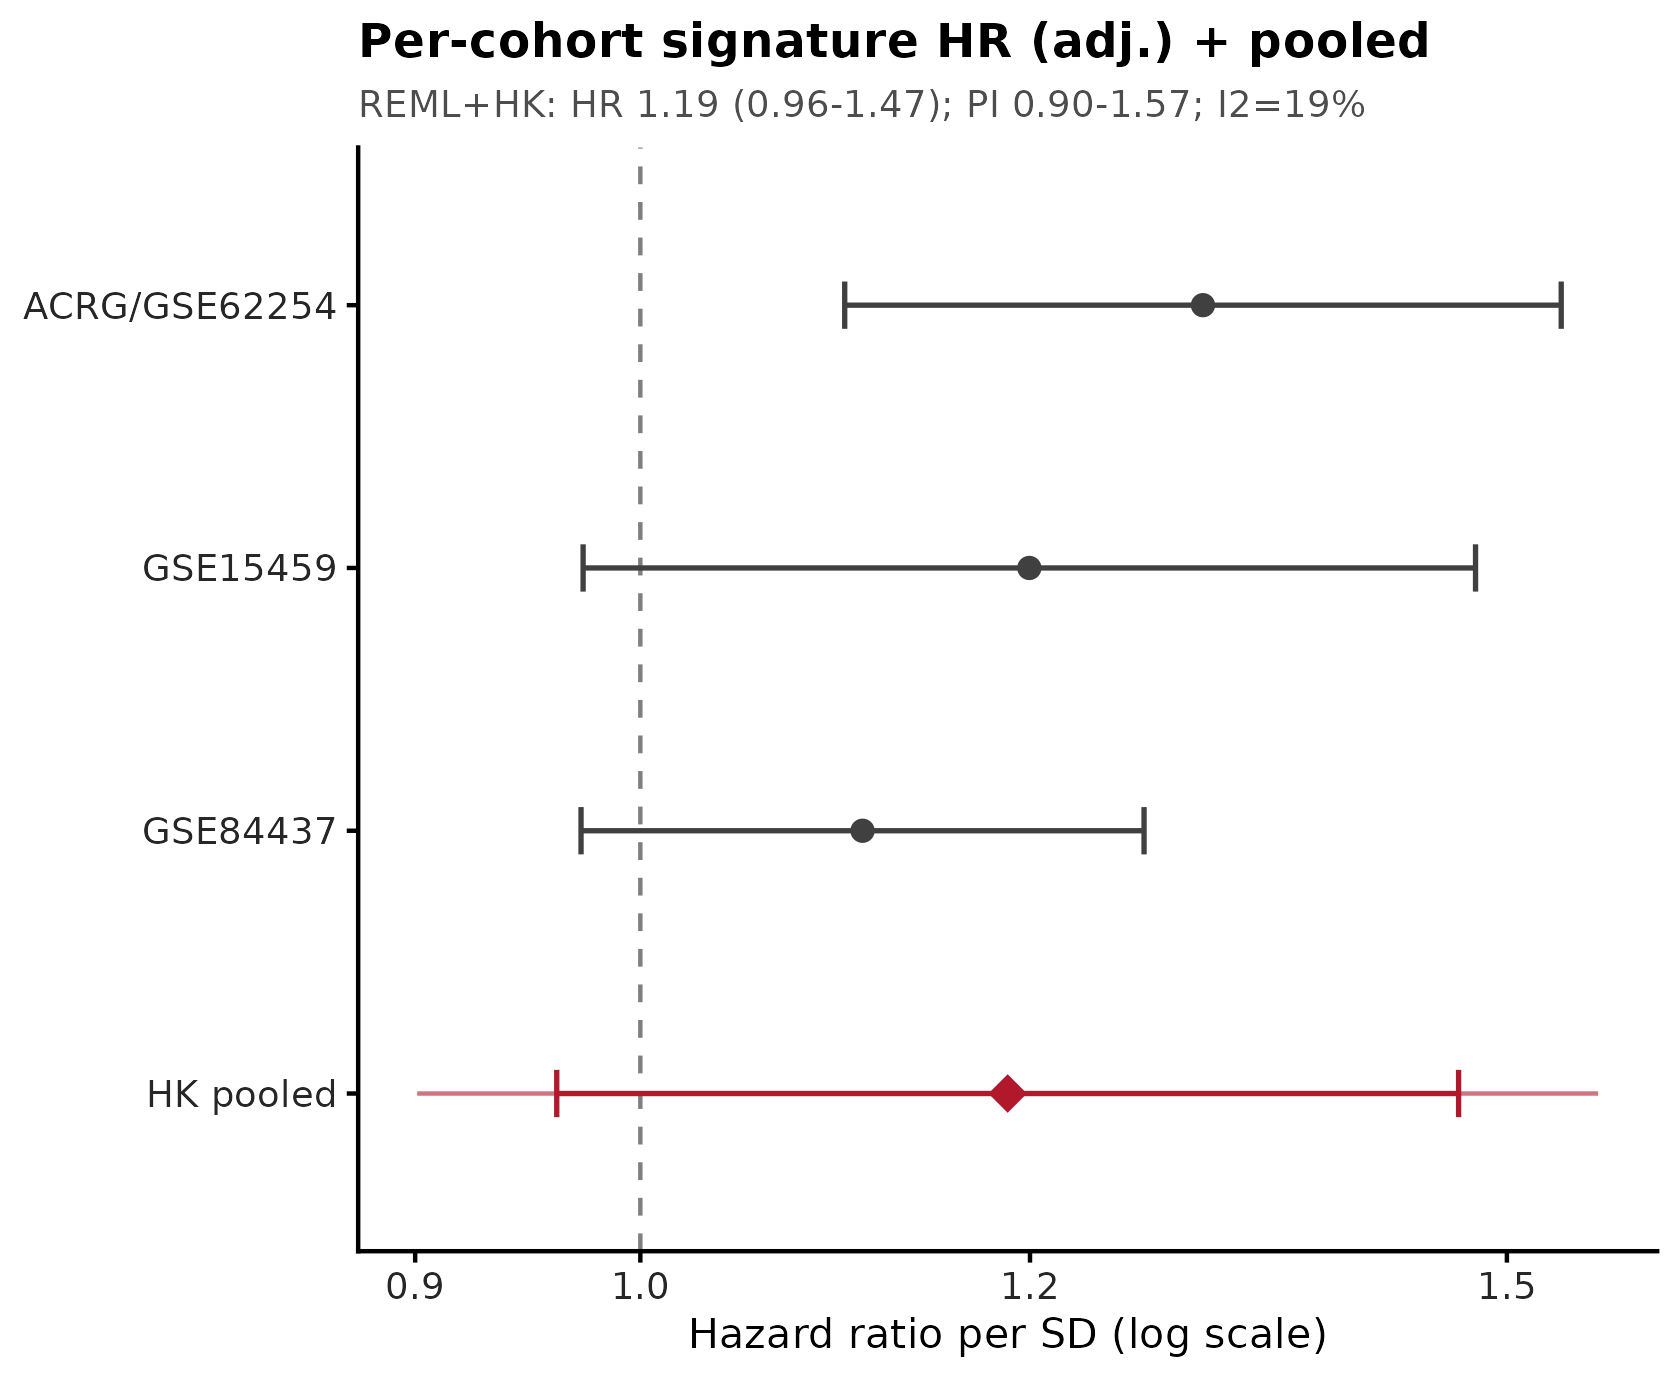 Per-cohort signature HR (adj.) + pooled
REML+HK: HR 1.19 (0.96-1.47); PI 0.90-1.57; I2=19%
ACRG/GSE62254
GSE15459
GSE84437
HK pooled
0.9 1.0 1.2 1.5
Hazard ratio per SD (log scale)